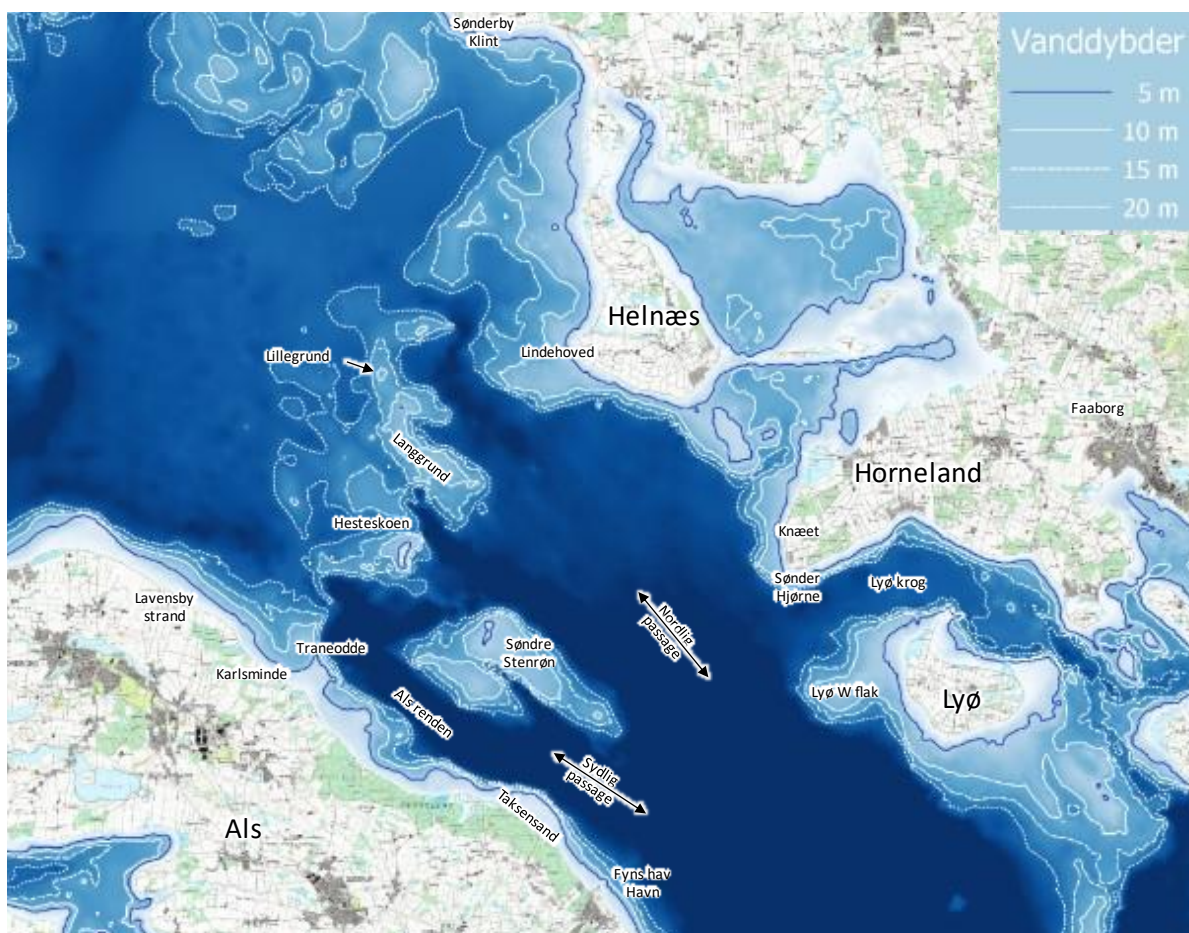 Sønderby
Klint
Vanddybder
5 m
10 m
15 m
20 m
Helnæs
Lillegrund
Lindehoved
Faaborg
Langgrund
Horneland
Hesteskoen
Knæet
Lavensby
strand
Sønder
Hjørne
Lyø krog
Nordlig
passage
Traneodde
Søndre
Stenrøn
Karlsminde
Als renden
Lyø W flak
Lyø
Sydlig
passage
Taksensand
Als
Fyns hav
Havn